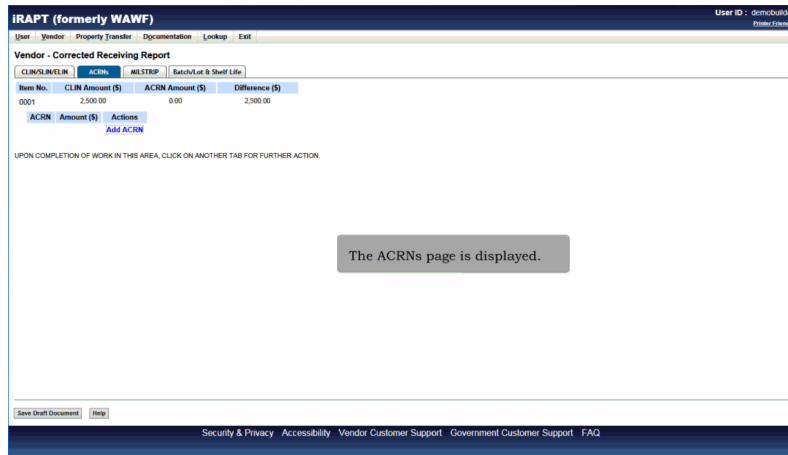 iRAPT (formerly WAWF)
User ID : demobuild
Printer Frien
User Vendor Property Transfer Documentation Lookup Exit
Vendor - Corrected Receiving Report
CLIN/SLIN/ELIN ACRNs MILSTRIP Batch/Lot & Shelf Life
Item No. CLIN Amount ($) ACRN Amount ($) Difference ($)
0001 2,500.00 0.00 2,500.00
ACRN Amount ($) Actions
Add ACRN
UPON COMPLETION OF WORK IN THIS AREA, CLICK ON ANOTHER TAB FOR FURTHER ACTION.
The ACRNs page is displayed.
Save Draft Document Help
Security & Privacy Accessibility Vendor Customer Support Government Customer Support FAQ